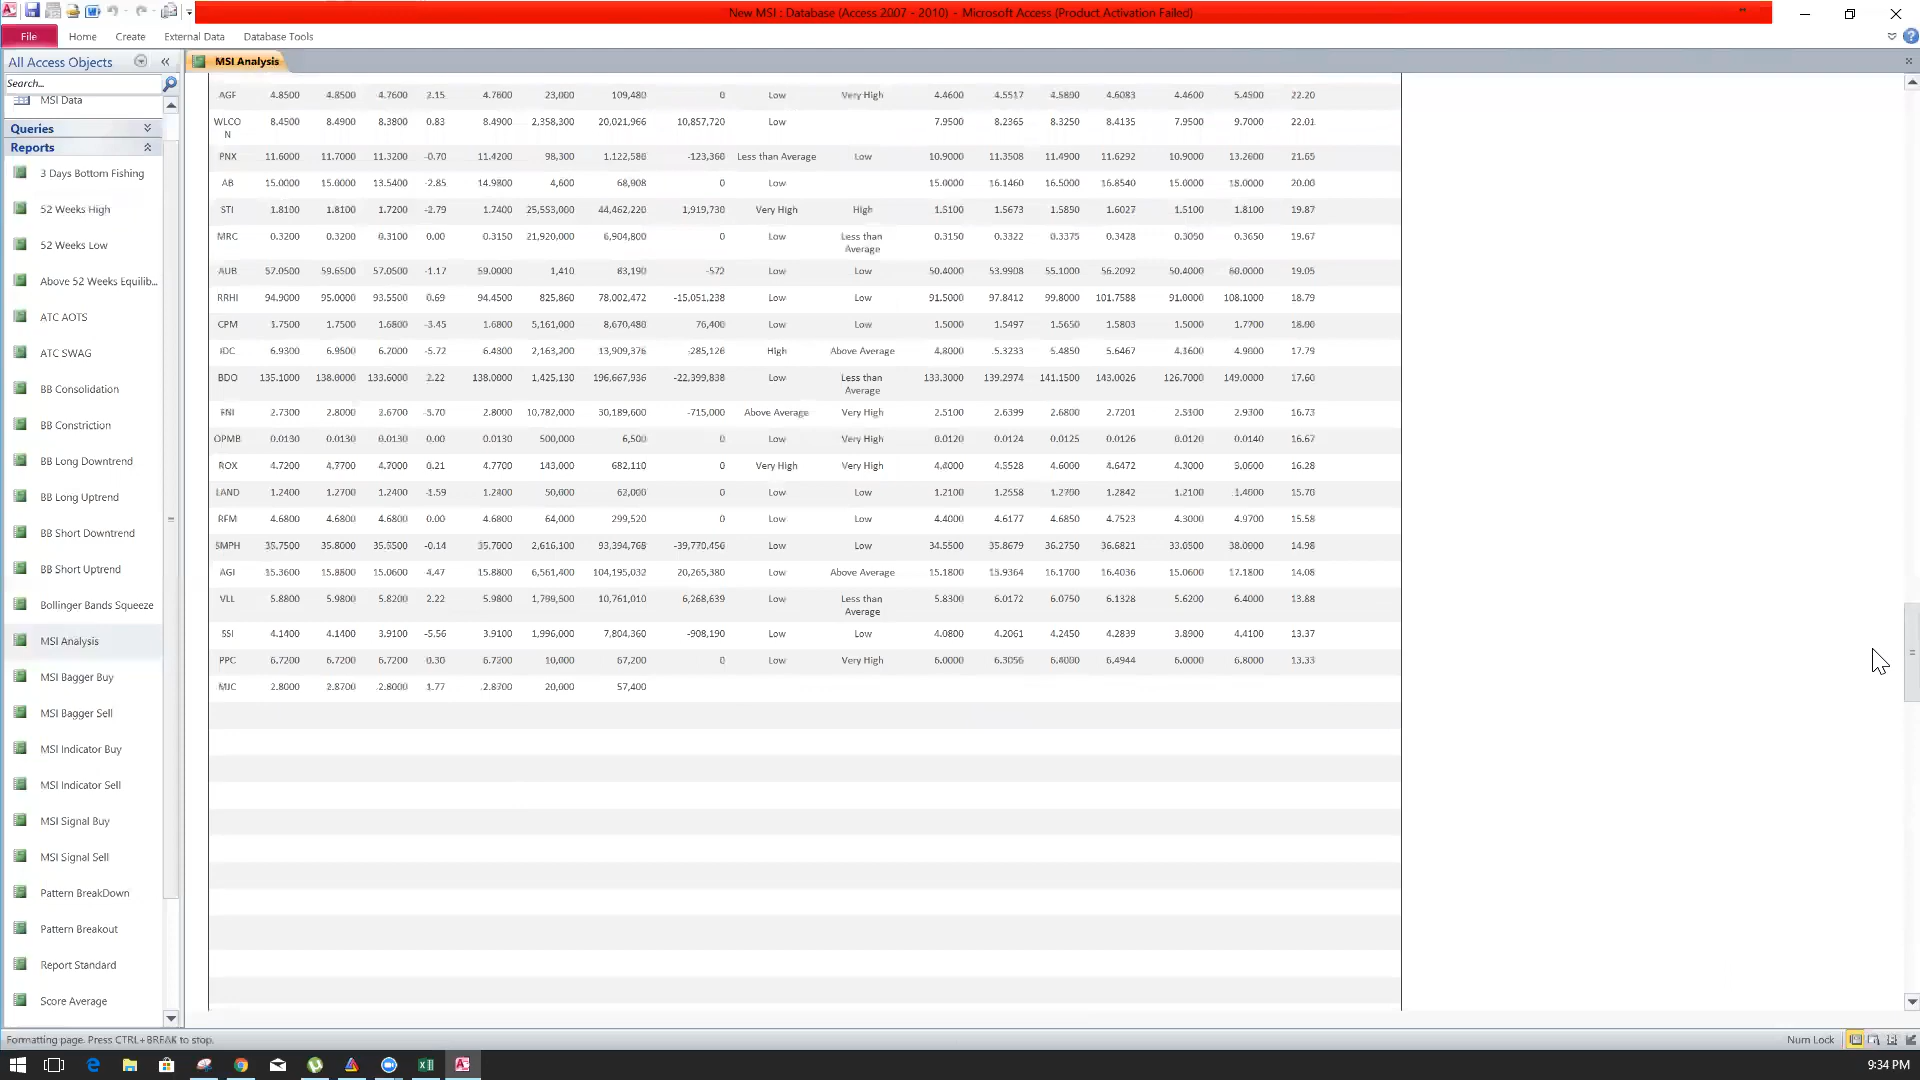 New MSI : Database (Access 2007 - 2010) - Microsoft Access (Product Activation Failed)
File Home Create External Data Database Tools
All Access Objects
Search...
MSI Data
Queries
Reports
3 Days Bottom Fishing
52 Weeks High
52 Weeks Low
Above 52 Weeks Equilib...
ATC AOTS
ATC SWAG
BB Consolidation
BB Constriction
BB Long Downtrend
BB Long Uptrend
BB Short Downtrend
BB Short Uptrend
Bollinger Bands Squeeze
MSI Analysis
MSI Bagger Buy
MSI Bagger Sell
MSI Indicator Buy
MSI Indicator Sell
MSI Signal Buy
MSI Signal Sell
Pattern BreakDown
Pattern Breakout
Report Standard
Score Average
MSI Analysis
AGF 4.8500 4.8500 4.7600 2.15 4.7600 23,000 109,480 0 Low Very High 4.4600 4.5517 4.5800 4.6083 4.4600 5.4500 22.20
WLCO
N 8.4500 8.4900 8.3800 0.83 8.4900 2,358,300 20,021,966 10,857,720 Low 7.9500 8.2365 8.3250 8.4135 7.9500 9.7000 22.01
PNX 11.6000 11.7000 11.3200 -0.70 11.4200 98,300 1,122,586 -123,360 Less than Average Low 10.9000 11.3508 11.4900 11.6292 10.9000 13.2600 21.65
AB 15.0000 15.0000 13.5400 -2.85 14.9800 4,600 68,908 0 Low 15.0000 16.1460 16.5000 16.8540 15.0000 18.0000 20.00
STI 1.8100 1.8100 1.7200 -2.79 1.7400 25,553,000 44,462,220 1,919,730 Very High High 1.5100 1.5673 1.5850 1.6027 1.5100 1.8100 19.87
MRC 0.3200 0.3200 0.3100 0.00 0.3150 21,920,000 6,904,800 0 Low Less than
Average 0.3150 0.3322 0.3375 0.3428 0.3050 0.3650 19.67
AUB 57.0500 59.6500 57.0500 -1.17 59.0000 1,410 83,190 -572 Low Low 50.4000 53.9908 55.1000 56.2092 50.4000 60.0000 19.05
RRHI 94.9000 95.0000 93.5500 0.69 94.4500 825,860 78,002,472 -15,051,238 Low Low 91.5000 97.8412 99.8000 101.7588 91.0000 108.1000 18.79
CPM 1.7500 1.7500 1.6800 -3.45 1.6800 5,161,000 8,670,480 76,400 Low Low 1.5000 1.5497 1.5650 1.5803 1.5000 1.7700 18.00
IDC 6.9300 6.9500 6.2000 -5.72 6.4300 2,163,200 13,909,376 -285,126 High Above Average 4.8000 5.3233 5.4850 5.6467 4.1600 4.9000 17.79
BDO 135.1000 138.0000 133.6000 2.22 138.0000 1,425,130 196,667,936 -22,399,838 Low Less than
Average 133.3000 139.2974 141.1500 143.0026 126.7000 149.0000 17.60
FNI 2.7300 2.8000 2.6700 -5.70 2.8000 10,782,000 30,189,600 -715,000 Above Average Very High 2.5100 2.6399 2.6800 2.7201 2.5100 2.9300 16.73
OPMB 0.0130 0.0130 0.0130 0.00 0.0130 500,000 6,500 0 Low Very High 0.0120 0.0124 0.0125 0.0126 0.0120 0.0140 16.67
ROX 4.7200 4.7700 4.7000 0.21 4.7700 143,000 682,110 0 Very High Very High 4.4000 4.5528 4.6000 4.6472 4.3000 5.0000 16.28
LAND 1.2400 1.2700 1.2400 -1.59 1.2400 50,000 62,000 0 Low Low 1.2100 1.2558 1.2700 1.2842 1.2100 1.4000 15.70
RFM 4.6800 4.6800 4.6800 0.00 4.6800 64,000 299,520 0 Low Low 4.4000 4.6177 4.6850 4.7523 4.3000 4.9700 15.58
SMPH 35.7500 35.8000 35.5500 -0.14 35.7000 2,616,100 93,394,768 -39,770,456 Low Low 34.5500 35.8679 36.2750 36.6821 33.0500 38.0000 14.98
AGI 15.3600 15.8800 15.0600 4.47 15.8800 6,561,400 104,195,032 20,265,380 Low Above Average 15.1800 15.9364 16.1700 16.4036 15.0600 17.1800 14.08
VLL 5.8800 5.9800 5.8200 2.22 5.9800 1,799,500 10,761,010 6,268,639 Low Less than
Average 5.8300 6.0172 6.0750 6.1328 5.6200 6.4000 13.88
SSI 4.1400 4.1400 3.9100 -5.56 3.9100 1,996,000 7,804,360 -908,190 Low Low 4.0800 4.2061 4.2450 4.2839 3.8900 4.4100 13.37
PPC 6.7200 6.7200 6.7200 -0.30 6.7200 10,000 67,200 0 Low Very High 6.0000 6.3056 6.4000 6.4944 6.0000 6.8000 13.33
MJC 2.8000 2.8700 2.8000 1.77 2.8700 20,000 57,400
Formatting page. Press CTRL+BREAK to stop.
Num Lock
9:34 PM